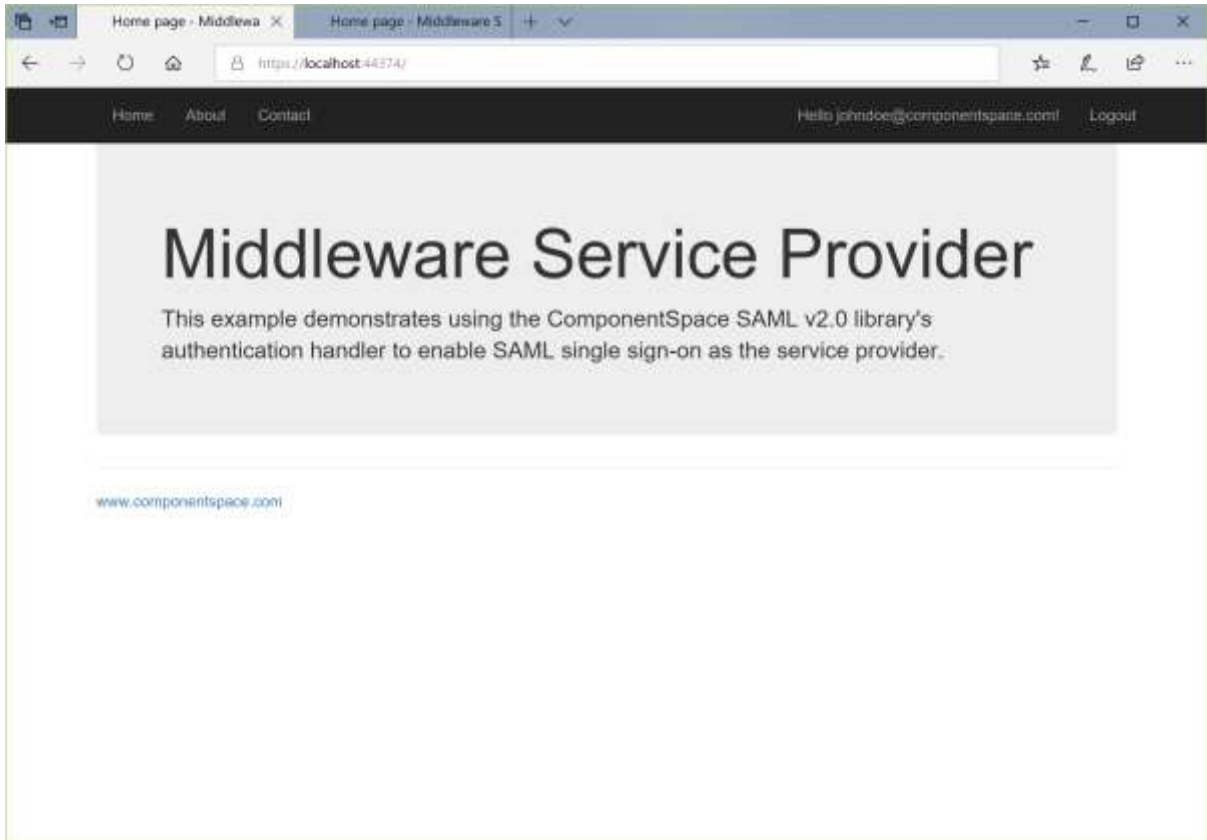 Home page - Middlewa
Home page - Middleware S
https://localhost:44374/
Home About Contact Hello johndoe@componentspace.com! Logout
Middleware Service Provider
This example demonstrates using the ComponentSpace SAML v2.0 library's
authentication handler to enable SAML single sign-on as the service provider.
www.componentspace.com